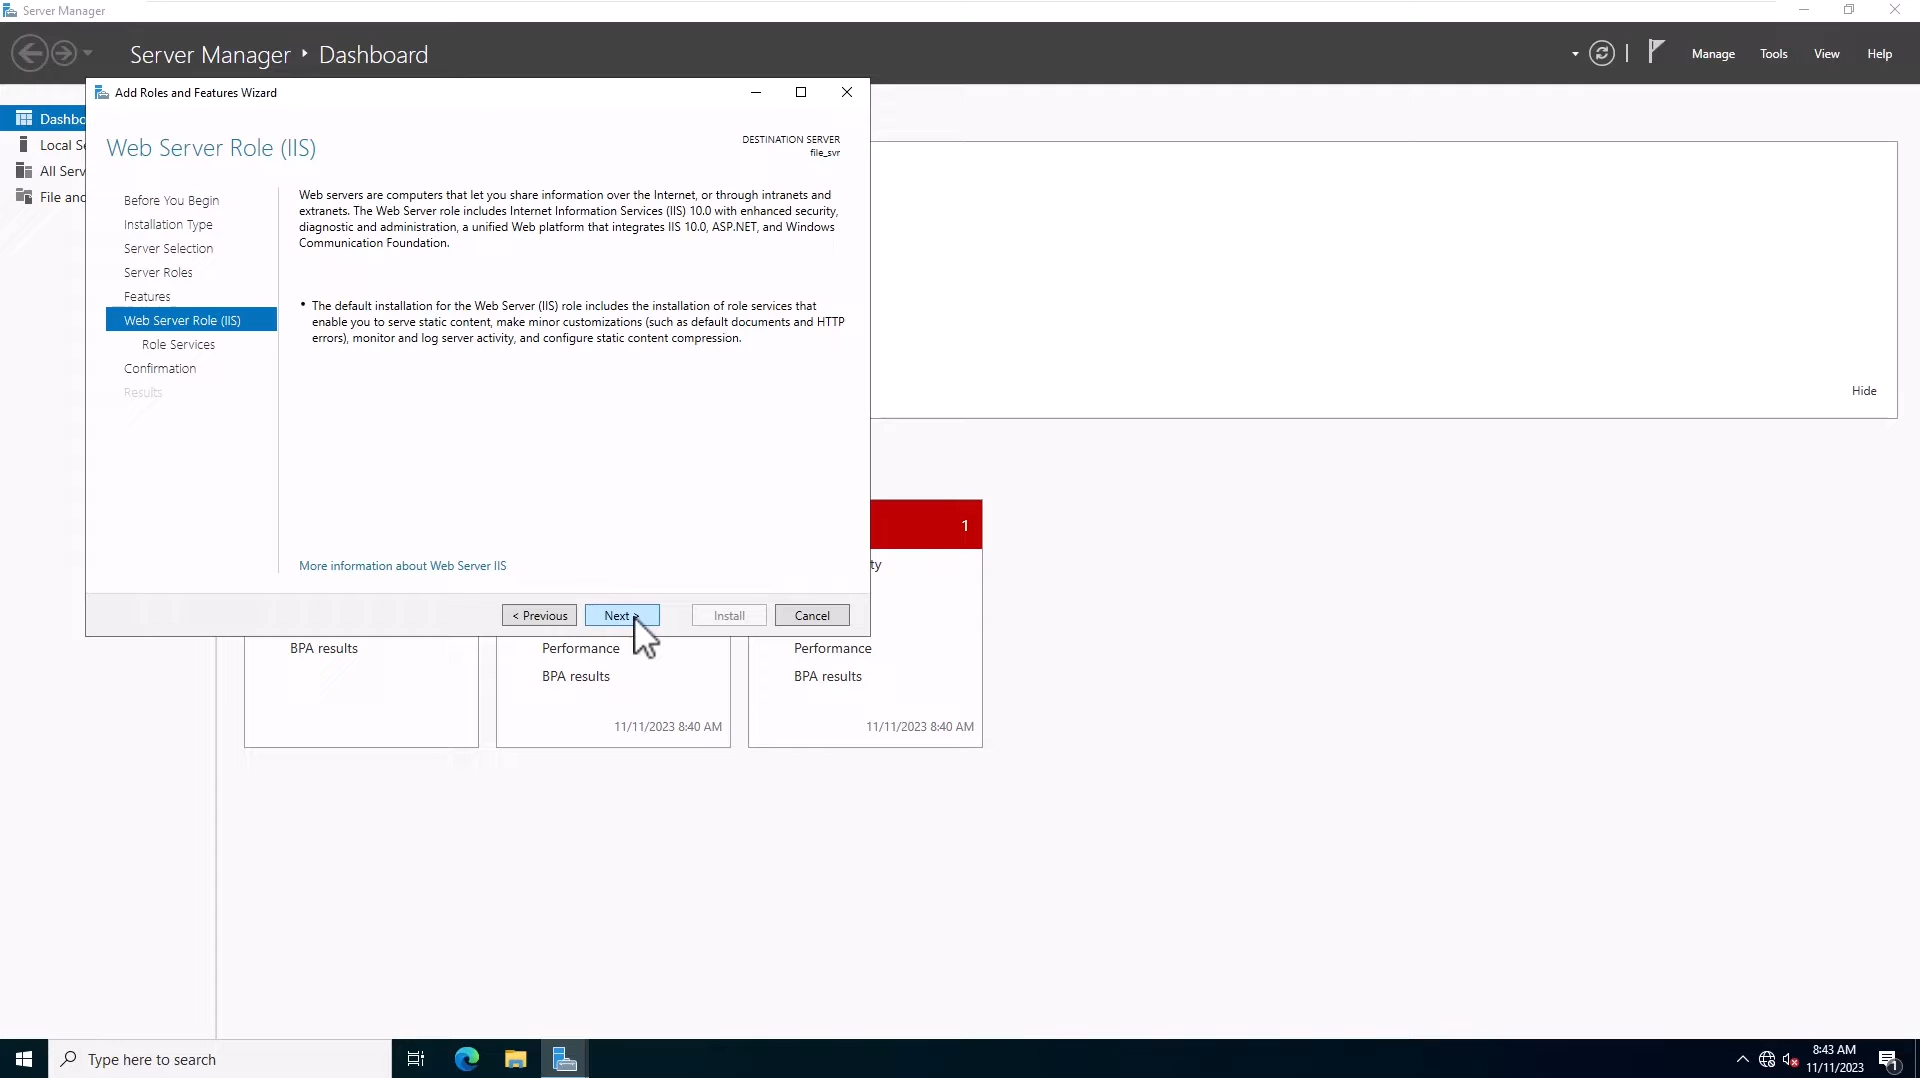 Server Manager
Server Manager ‣ Dashboard
Manage Tools View Help
Add Roles and Features Wizard
Dashbo
Local Se
All Serv
File and
Web Server Role (IIS)
DESTINATION SERVER
file_svr
Before You Begin
Installation Type
Server Selection
Server Roles
Features
Web Server Role (IIS)
Role Services
Confirmation
Results
Web servers are computers that let you share information over the Internet, or through intranets and
extranets. The Web Server role includes Internet Information Services (IIS) 10.0 with enhanced security,
diagnostic and administration, a unified Web platform that integrates IIS 10.0, ASP.NET, and Windows
Communication Foundation.
• The default installation for the Web Server (IIS) role includes the installation of role services that
enable you to serve static content, make minor customizations (such as default documents and HTTP
errors), monitor and log server activity, and configure static content compression.
More information about Web Server IIS
< Previous Next > Install Cancel
Hide
1
ty
BPA results
Performance
BPA results
11/11/2023 8:40 AM
Performance
BPA results
11/11/2023 8:40 AM
Type here to search
8:43 AM
11/11/2023
1